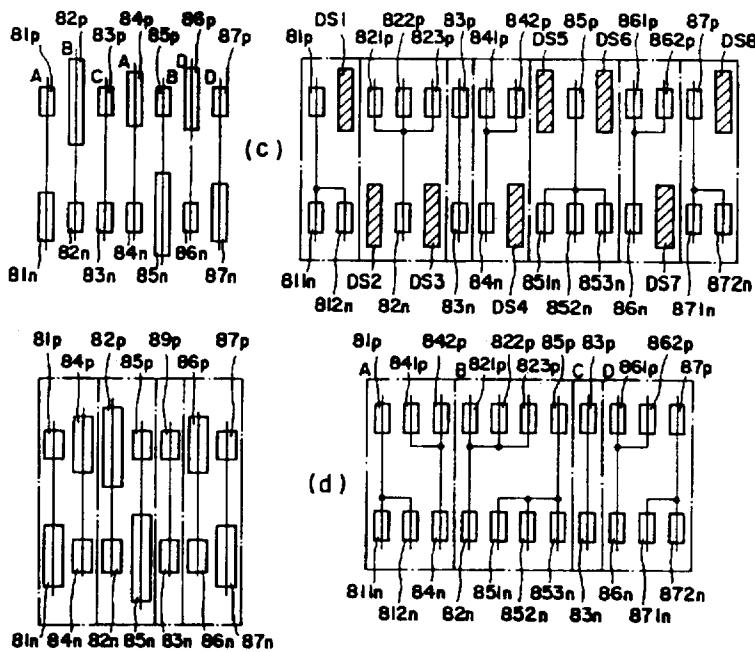 82p 84p 86p
81p B 83p A 85p D 87p
A C B D
82n 84n 86n
81n 83n 85n 87n
(c)
DS1 822p 83p 842p 85p 861p 87p
81p 821p 823p 841p DS5 DS6 862p DS8
811n DS2 DS3 84n 851n 853n DS7 872n
812n 82n 83n DS4 852n 86n 871n
81p 82p 89p 87p
84p 85p 86p
84n 82n 83n 86n
81n 85n 87n
(d)
81p 842p 822p 85p 83p 862p
A 841p B 821p 823p C D 861p 87p
811n 84n 851n 853n 86n 872n
812n 82n 852n 83n 871n